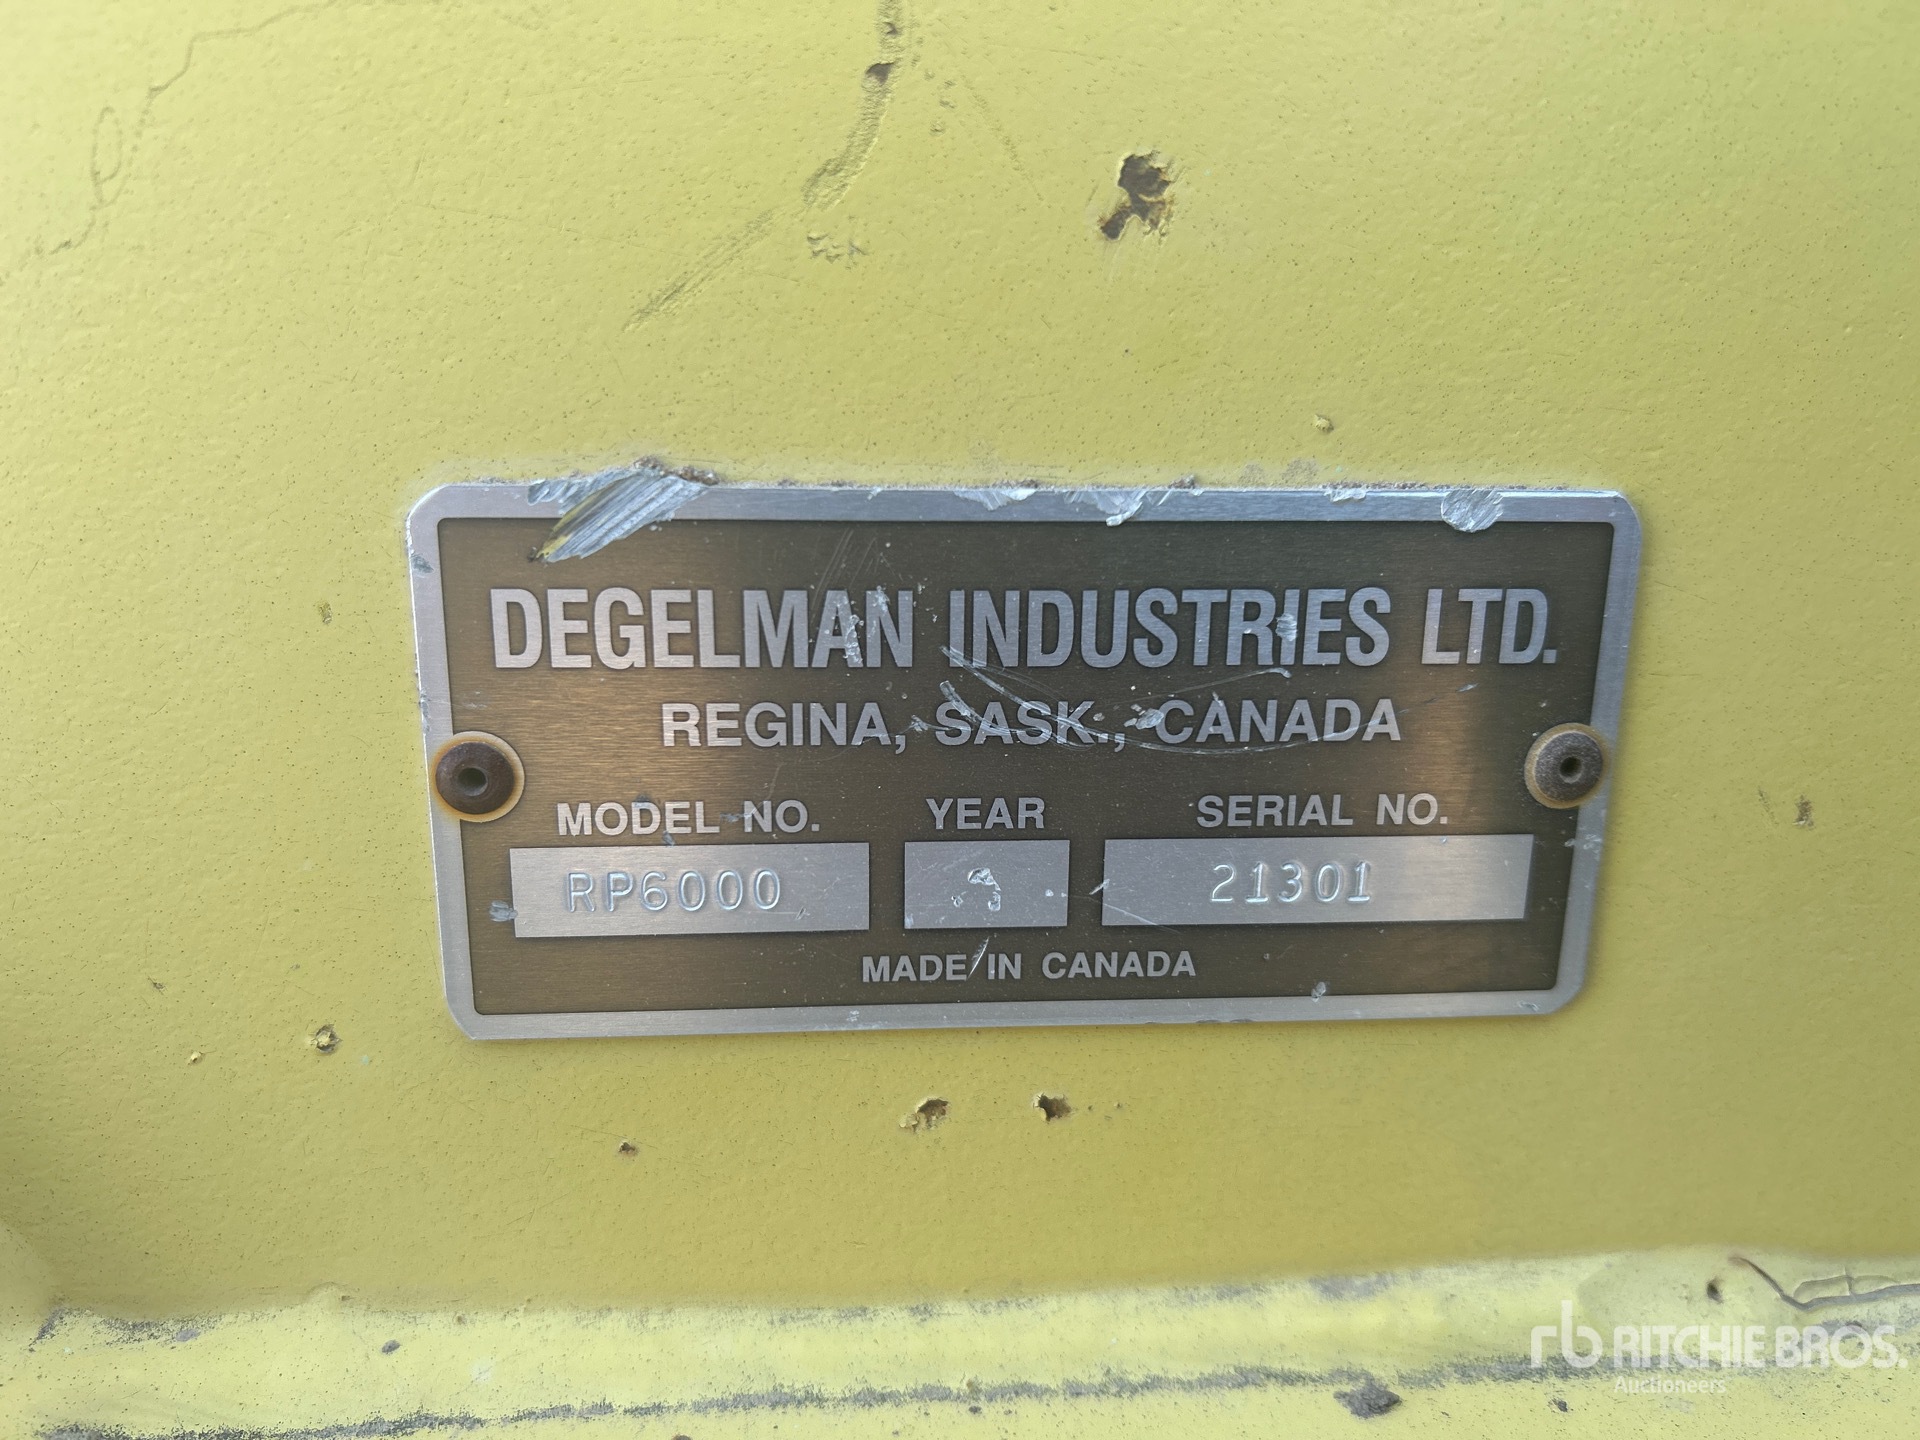 DEGELMAN INDUSTRIES LTD.
REGINA, SASK., CANADA
MODEL NO. YEAR SERIAL NO.
RP6000 21301
MADE IN CANADA
rb RITCHIE BROS.
Auctioneers